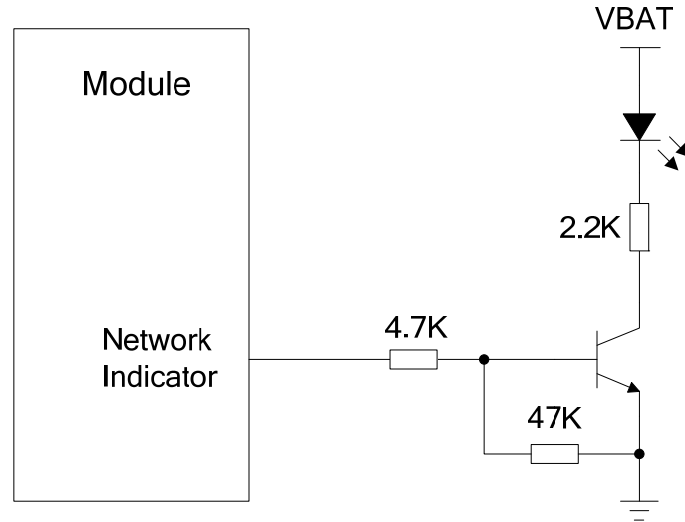 VBAT
Module
2.2K
4.7K
Network
Indicator
47K